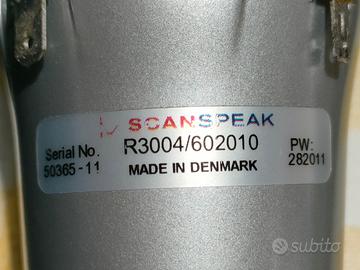 SCANSPEAK
Serial No. R3004/602010 PW:
50365-11 MADE IN DENMARK 282011
subito